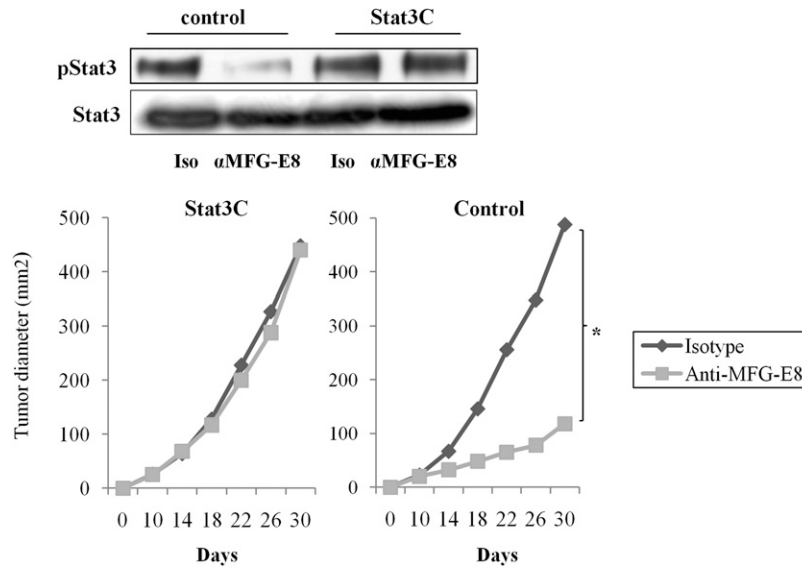 control Stat3C
pStat3
Stat3
Iso αMFG-E8 Iso αMFG-E8
Stat3C
Tumor diameter (mm2)
500
400
300
200
100
0
0 10 14 18 22 26 30
Days
Control
500
400
300
200
100
0
0 10 14 18 22 26 30
Days
*
Isotype
Anti-MFG-E8